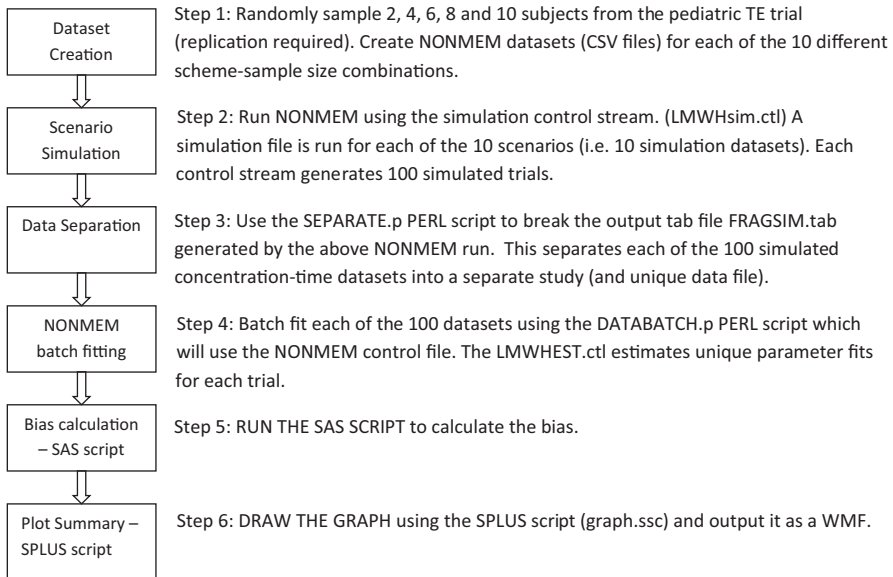 Dataset
Creation
Step 1: Randomly sample 2, 4, 6, 8 and 10 subjects from the pediatric TE trial
(replication required). Create NONMEM datasets (CSV files) for each of the 10 different
scheme-sample size combinations.
Scenario
Simulation
Step 2: Run NONMEM using the simulation control stream. (LMWHsim.ctl) A
simulation file is run for each of the 10 scenarios (i.e. 10 simulation datasets). Each
control stream generates 100 simulated trials.
Data Separation
Step 3: Use the SEPARATE.p PERL script to break the output tab file FRAGSIM.tab
generated by the above NONMEM run. This separates each of the 100 simulated
concentration-time datasets into a separate study (and unique data file).
NONMEM
batch fitting
Step 4: Batch fit each of the 100 datasets using the DATABATCH.p PERL script which
will use the NONMEM control file. The LMWHEST.ctl estimates unique parameter fits
for each trial.
Bias calculation
– SAS script
Step 5: RUN THE SAS SCRIPT to calculate the bias.
Plot Summary –
SPLUS script
Step 6: DRAW THE GRAPH using the SPLUS script (graph.ssc) and output it as a WMF.